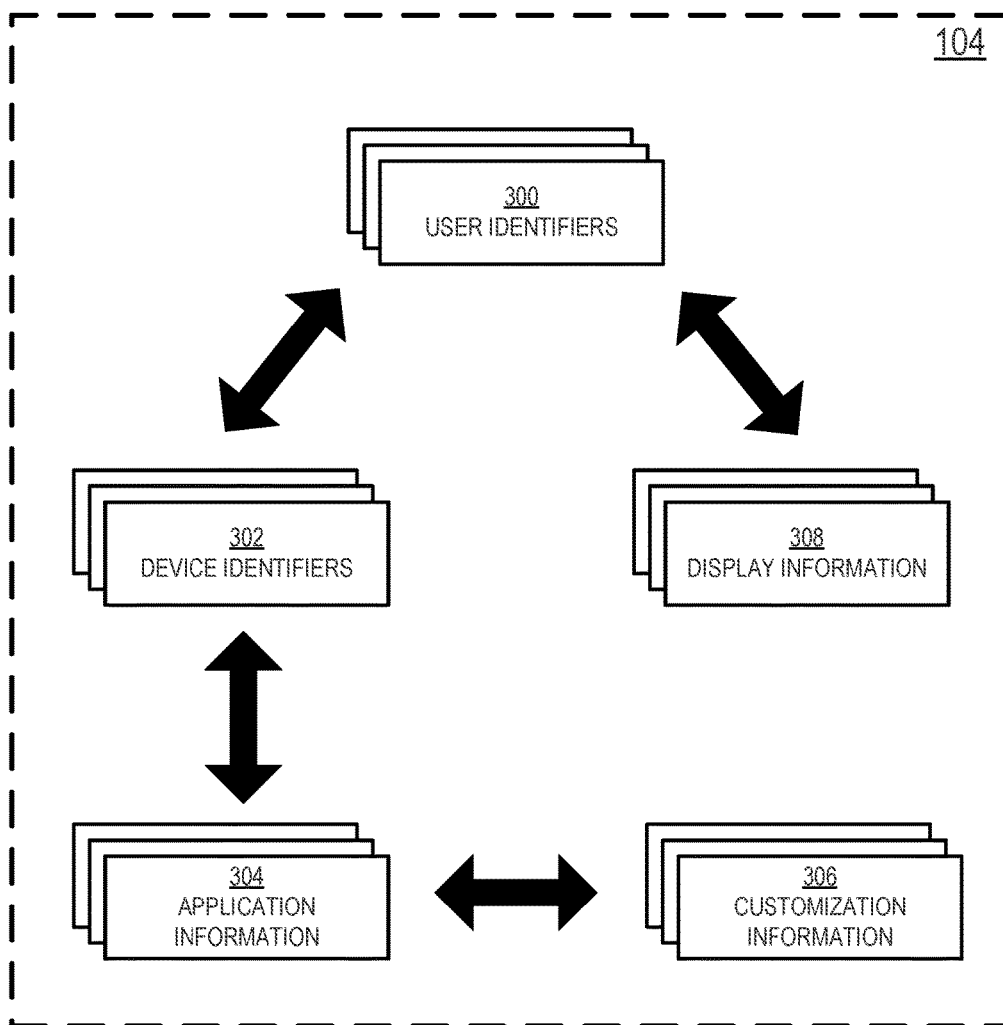 104
300
USER IDENTIFIERS
302
DEVICE IDENTIFIERS
308
DISPLAY INFORMATION
304
APPLICATION
INFORMATION
306
CUSTOMIZATION
INFORMATION